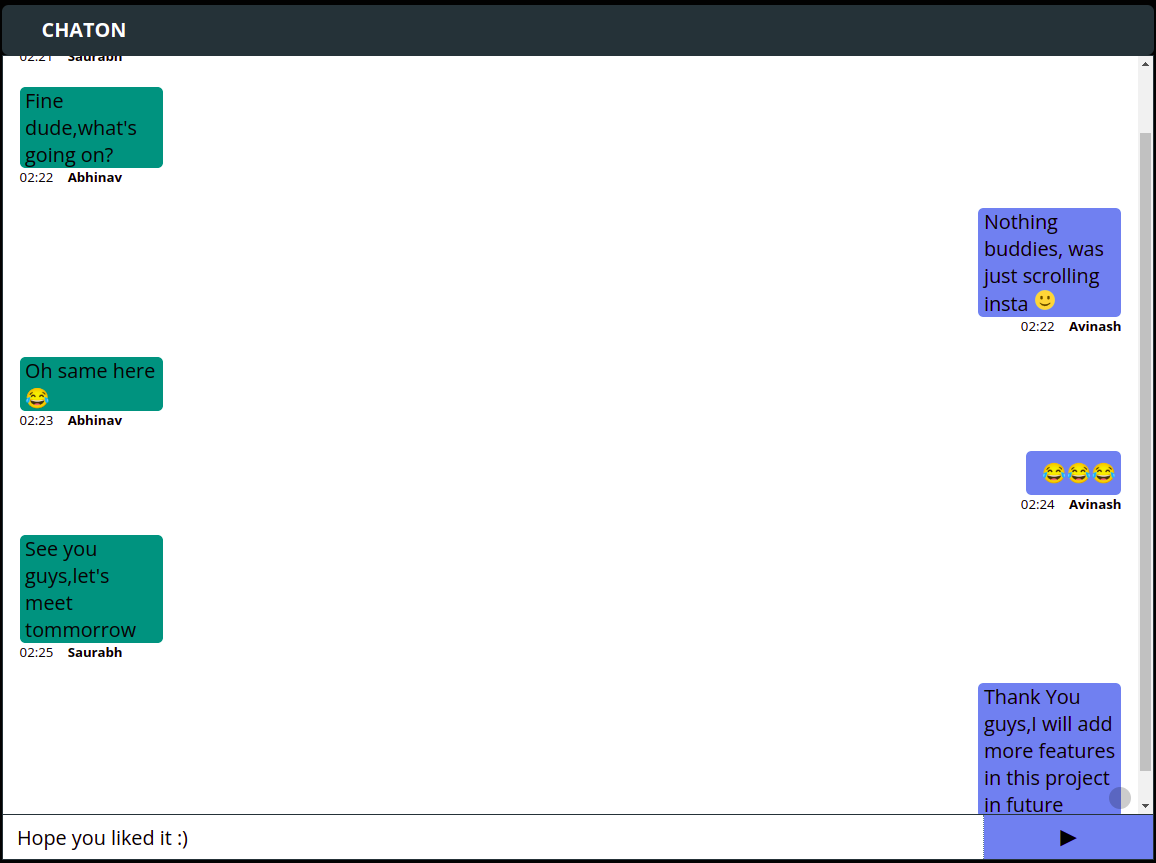 CHATON
02:21 Saurabh
Fine
dude,what's
going on?
02:22 Abhinav
Nothing
buddies, was
just scrolling
insta 🙂
02:22 Avinash
Oh same here
😂
02:23 Abhinav
😂😂😂
02:24 Avinash
See you
guys,let's
meet
tommorrow
02:25 Saurabh
Thank You
guys,I will add
more features
in this project
in future
Hope you liked it :)